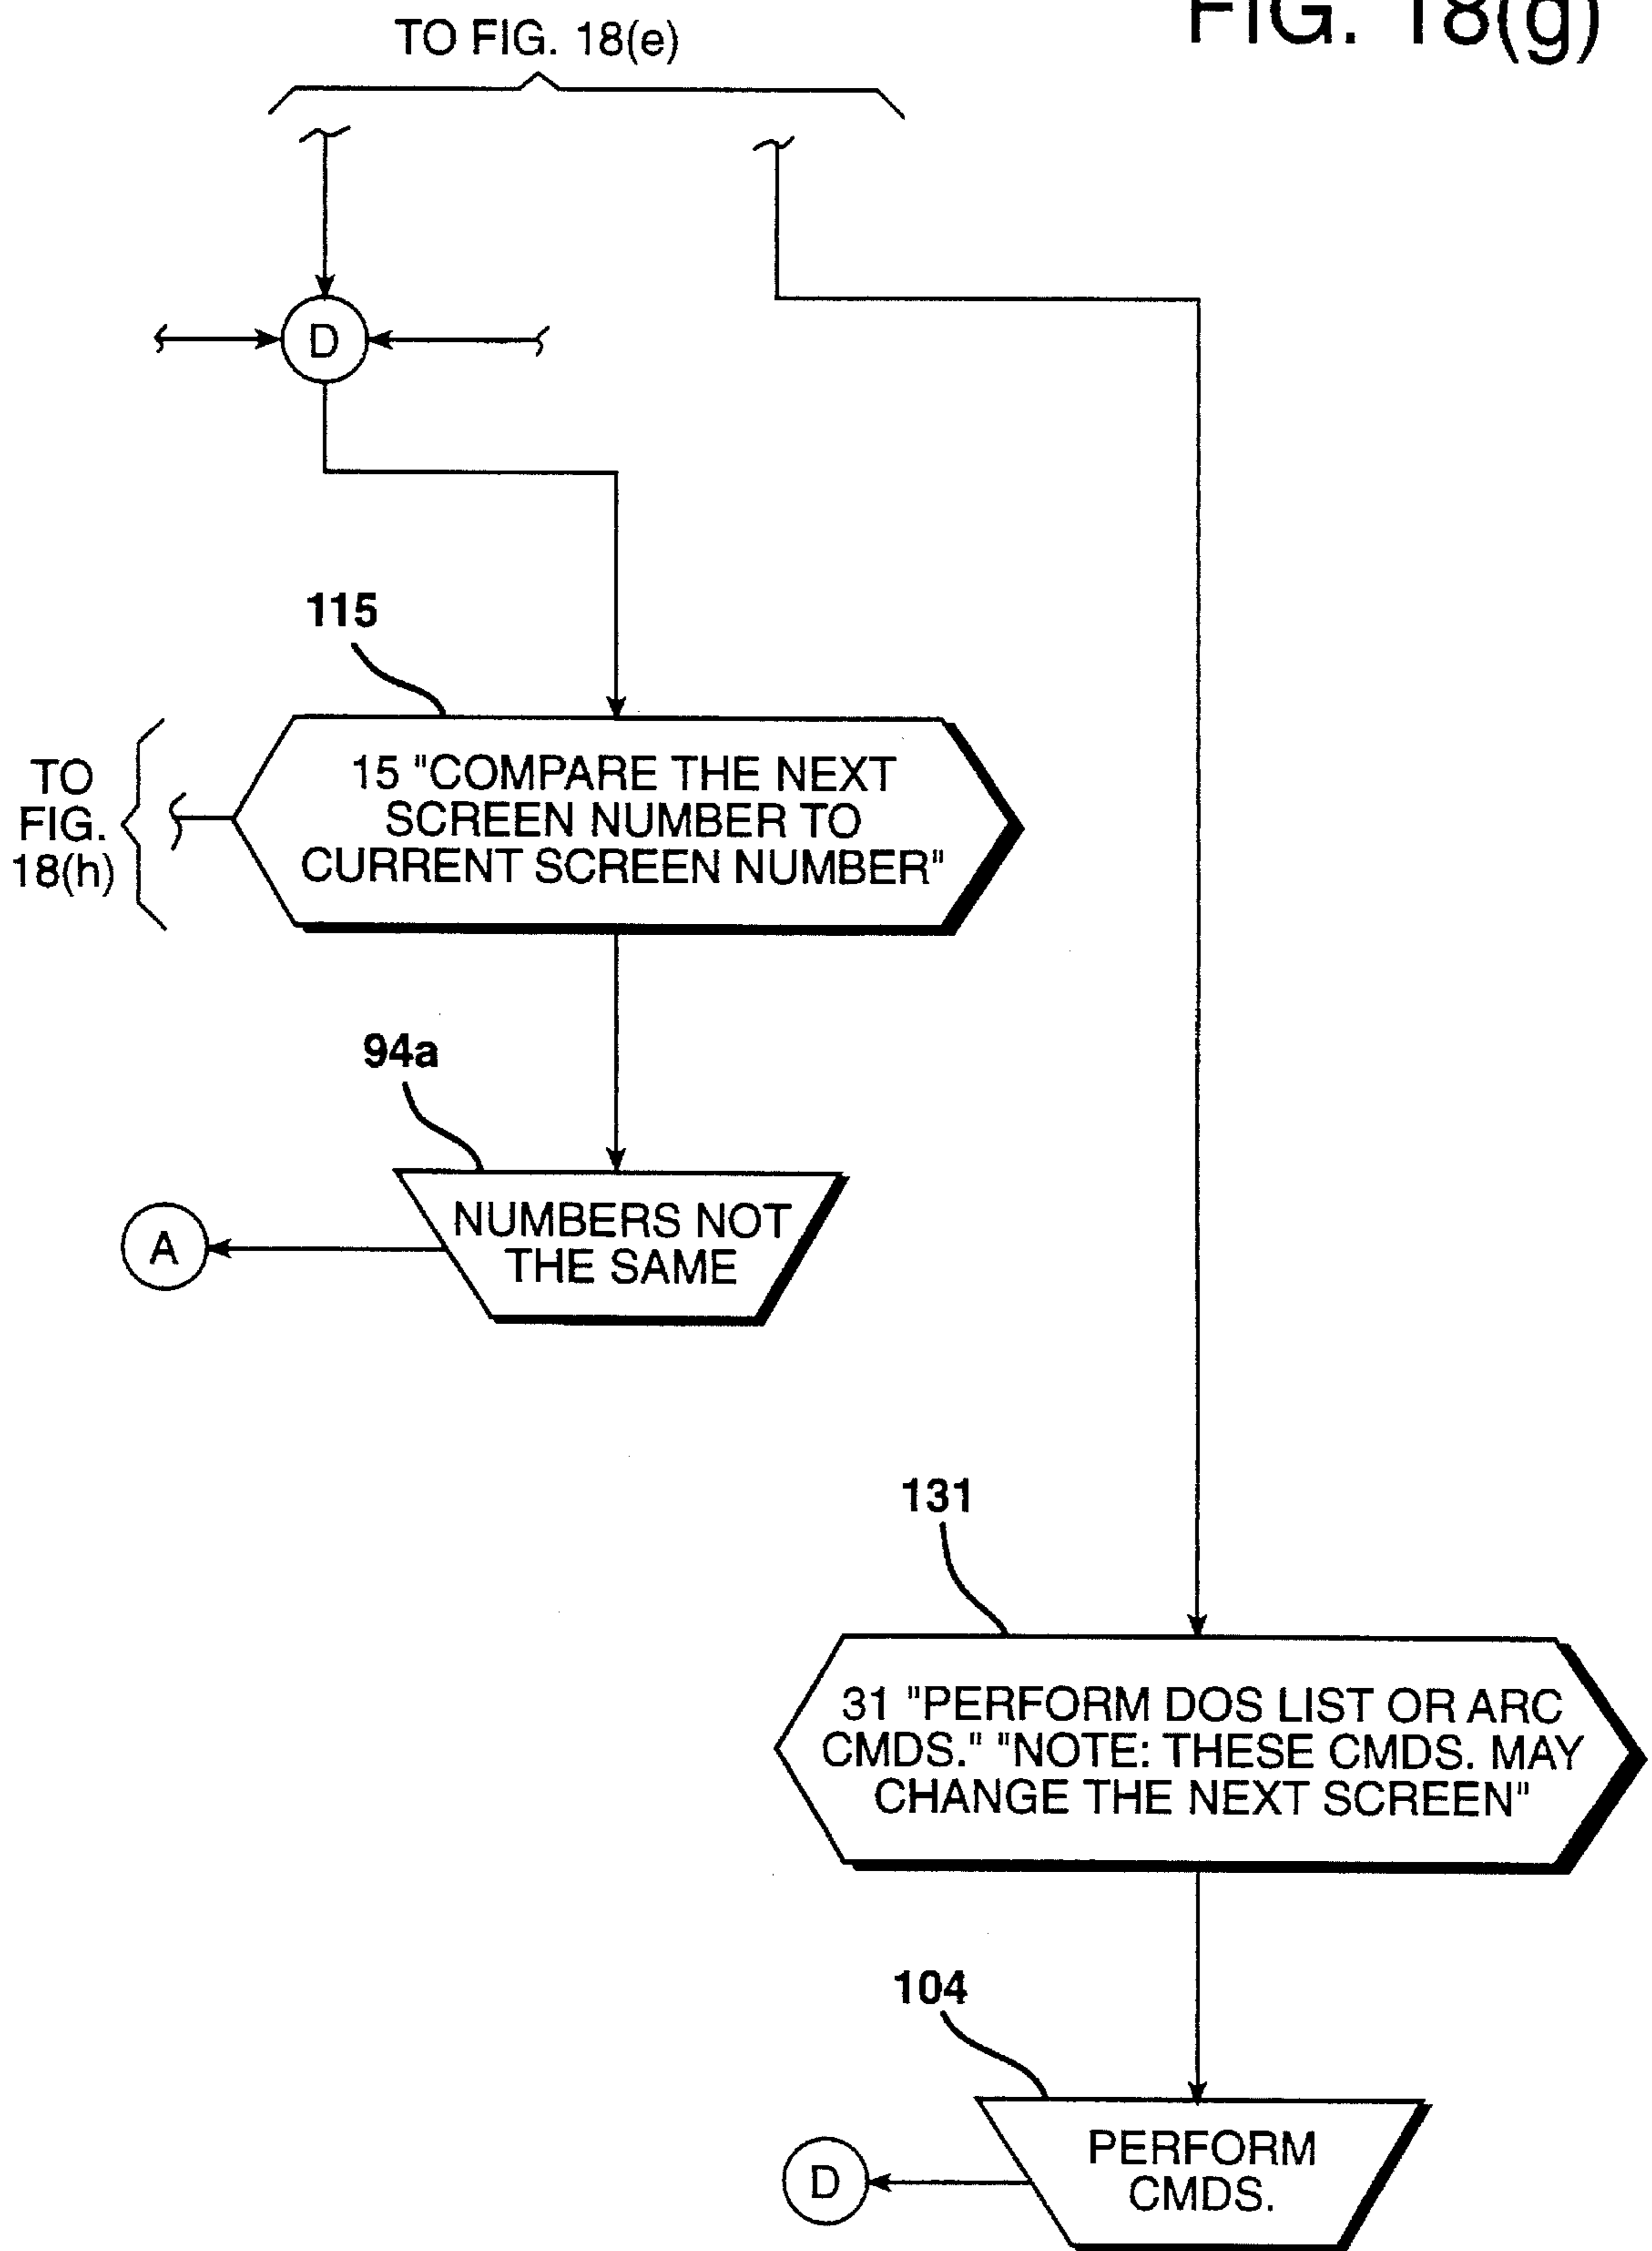 FIG. 18(g)
TO FIG. 18(e)
D
115
TO
FIG.
18(h)
15 "COMPARE THE NEXT
SCREEN NUMBER TO
CURRENT SCREEN NUMBER"
94a
NUMBERS NOT
THE SAME
A
131
31 "PERFORM DOS LIST OR ARC
CMDS." "NOTE: THESE CMDS. MAY
CHANGE THE NEXT SCREEN"
104
PERFORM
CMDS.
D